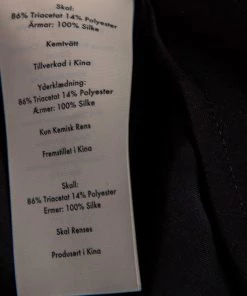 Skal:
86% Triacetat 14% Polyester
Ärmar: 100% Silke
Kemtvätt
Tillverkad i Kina
Yderklædning:
86% Triacetat 14% Polyester
Ærmer: 100% Silke
Kun Kemisk Rens
Fremstillet i Kina
Skall:
86% Triacetat 14% Polyester
Ermer: 100% Silke
Skal Renses
Produsert i Kina